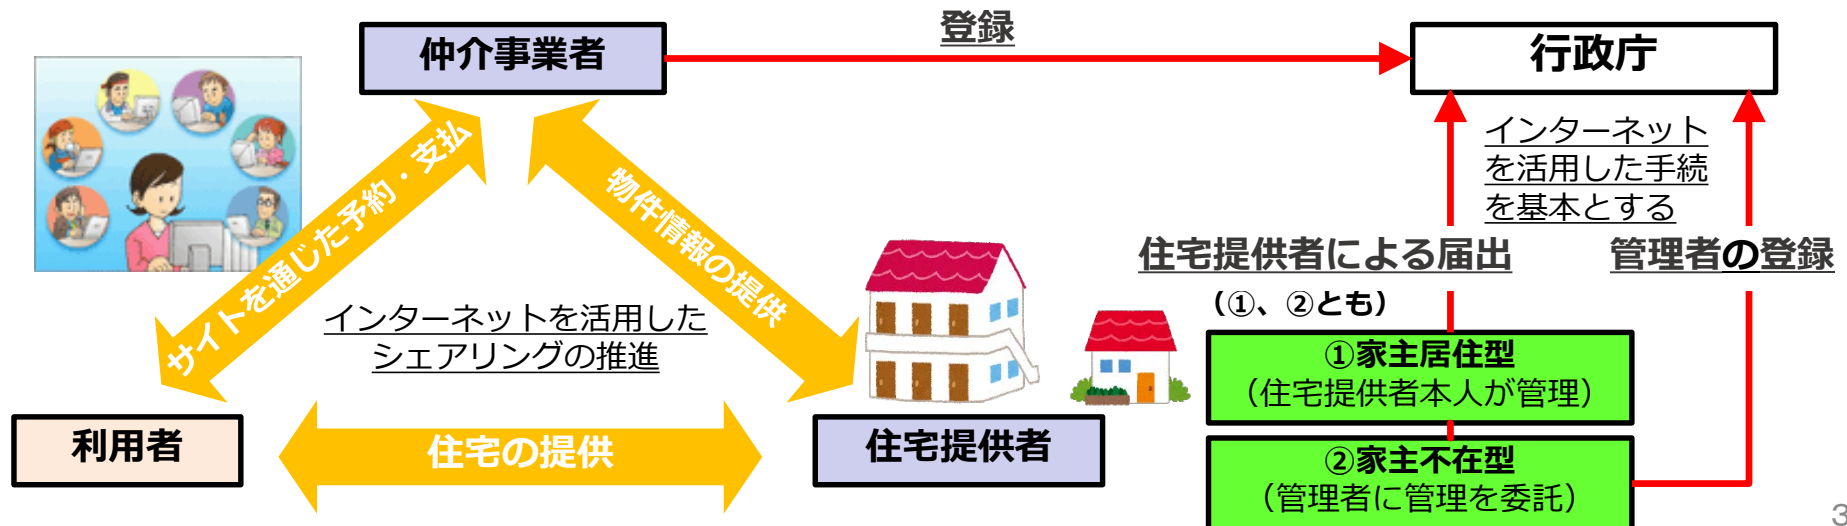 登録
仲介事業者
行政庁
サイトを通じた予約・支払
物件情報の提供
インターネット
を活用した手続
を基本とする
住宅提供者による届出
管理者の登録
（①、②とも）
インターネットを活用した
シェアリングの推進
①家主居住型
（住宅提供者本人が管理）
利用者
住宅の提供
住宅提供者
②家主不在型
（管理者に管理を委託）
3